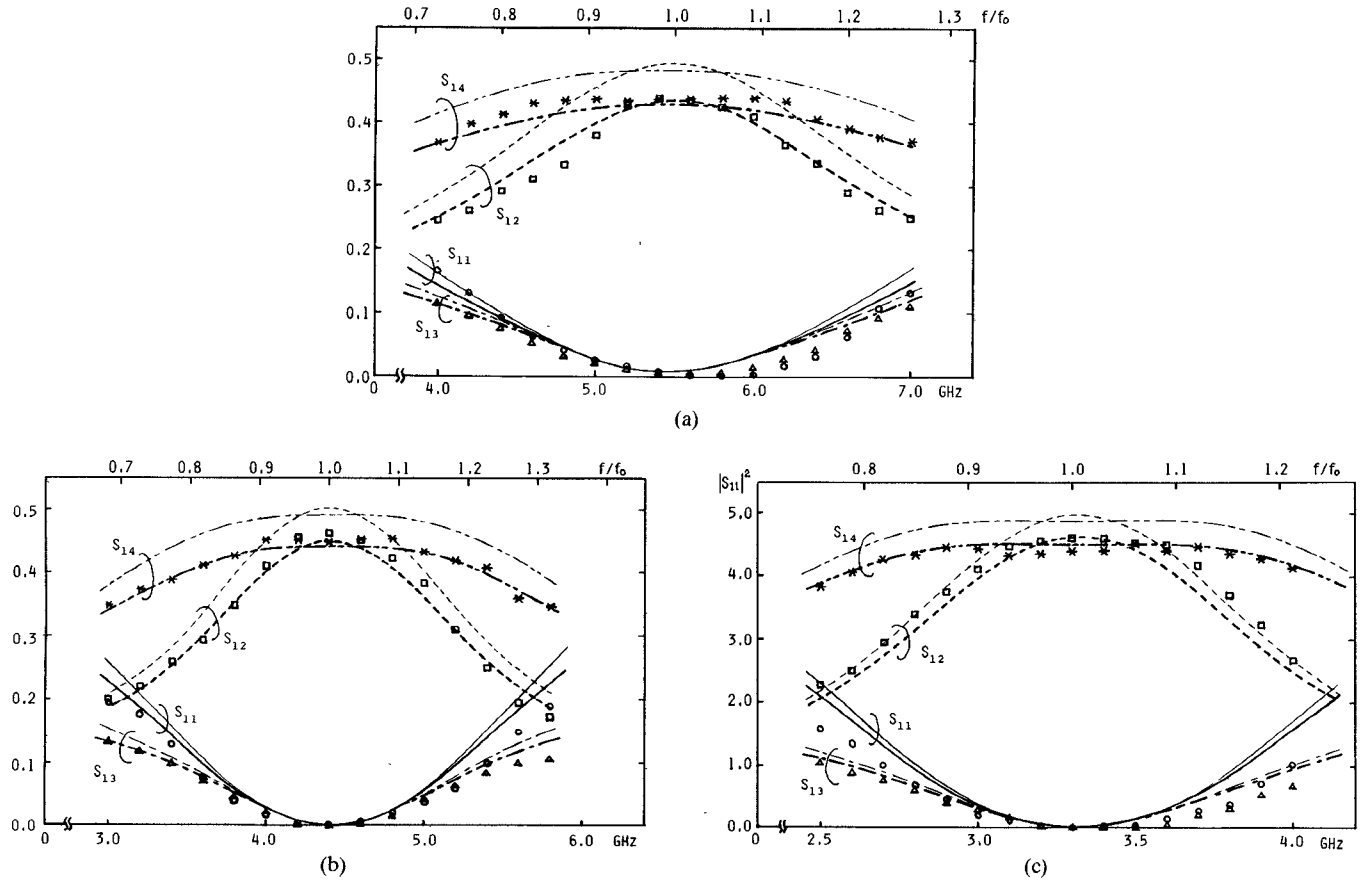 0.7 0.8 0.9 1.0 1.1 1.2 1.3 f/f₀
0.5
0.4
0.3
0.2
0.1
0.0
S₁₄
S₁₂
S₁₁
S₁₃
0 4.0 5.0 6.0 7.0 GHz
(a)
0.7 0.8 0.9 1.0 1.1 1.2 1.3 f/f₀
0.5
0.4
0.3
0.2
0.1
0.0
S₁₄
S₁₂
S₁₁
S₁₃
0 3.0 4.0 5.0 6.0 GHz
(b)
0.8 0.9 1.0 1.1 1.2 f/f₀
|S₁ᵢ|²
5.0
4.0
3.0
2.0
1.0
0.0
S₁₄
S₁₂
S₁₁
S₁₃
0 2.5 3.0 3.5 4.0 GHz
(c)